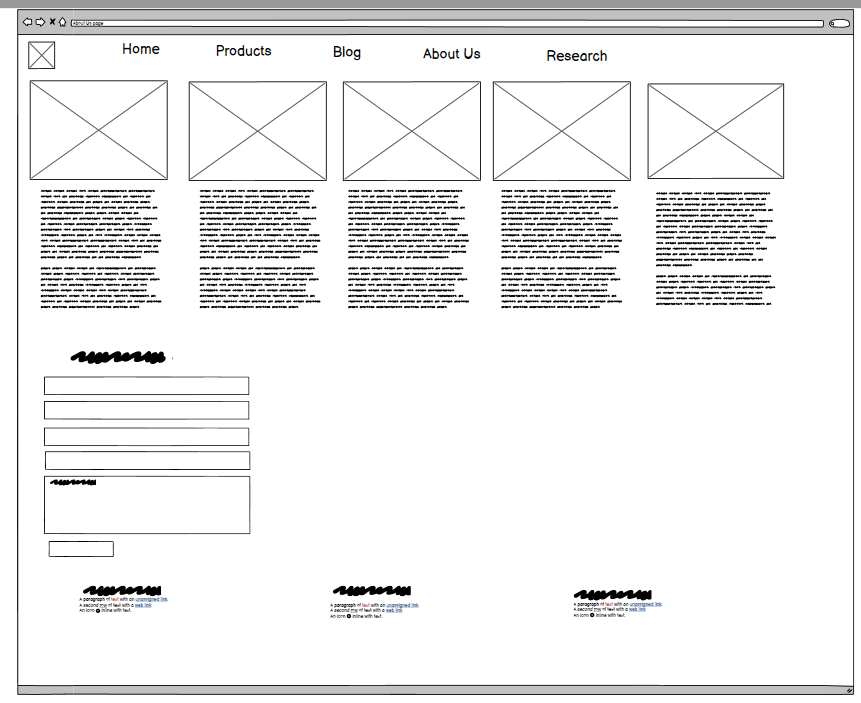 About Us page
Home
Products
Blog
About Us
Research
A paragraph of text with an unassigned link
A second row of text with a web link
An icon inline with text.
A paragraph of text with an unassigned link
A second row of text with a web link
An icon inline with text.
A paragraph of text with an unassigned link
A second row of text with a web link
An icon inline with text.